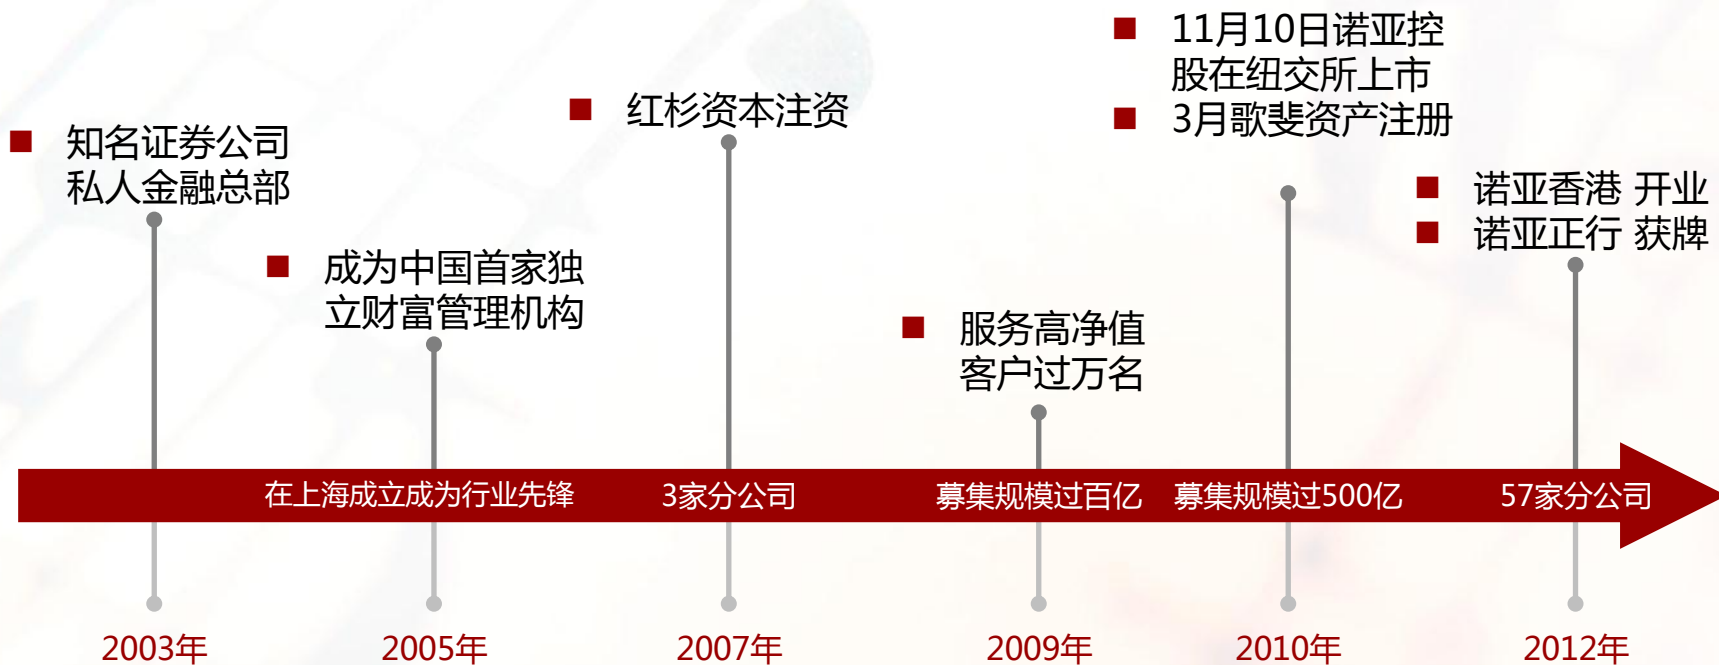 知名证券公司
私人金融总部
成为中国首家独
立财富管理机构
红杉资本注资
服务高净值
客户过万名
11月10日诺亚控
股在纽交所上市
3月歌斐资产注册
诺亚香港 开业
诺亚正行 获牌
在上海成立成为行业先锋
3家分公司
募集规模过百亿
募集规模过500亿
57家分公司
2003年
2005年
2007年
2009年
2010年
2012年